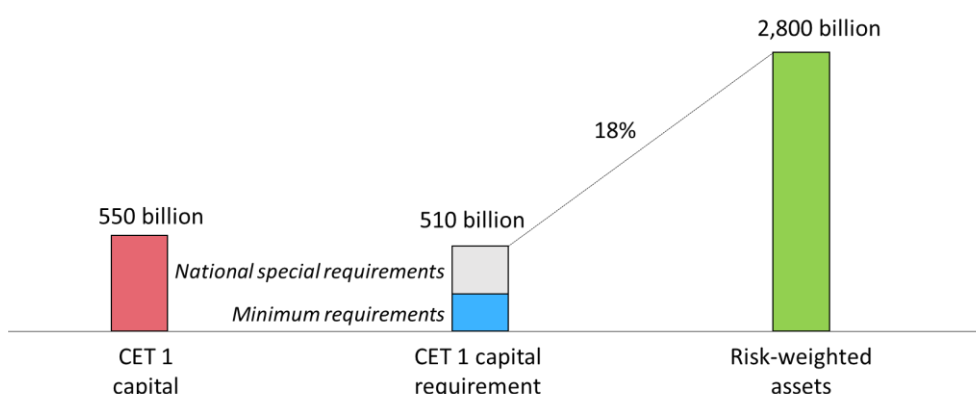 2,800 billion
18%
550 billion
510 billion
National special requirements
Minimum requirements
CET 1
capital
CET 1 capital
requirement
Risk-weighted
assets